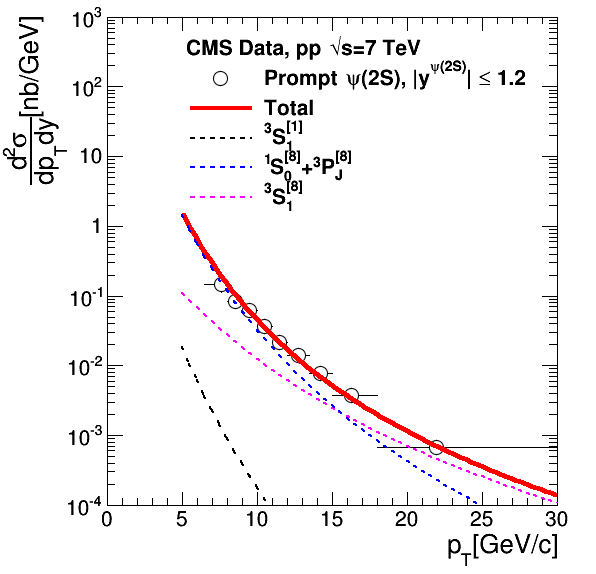 CMS Data, pp √s=7 TeV
Prompt ψ(2S), |y^ψ(2S)| ≤ 1.2
Total
³S₁^[1]
¹S₀^[8]+³P_J^[8]
³S₁^[8]
d²σ/dp_Tdy [nb/GeV]
10³
10²
10
1
10⁻¹
10⁻²
10⁻³
10⁻⁴
0 5 10 15 20 25 30
p_T[GeV/c]